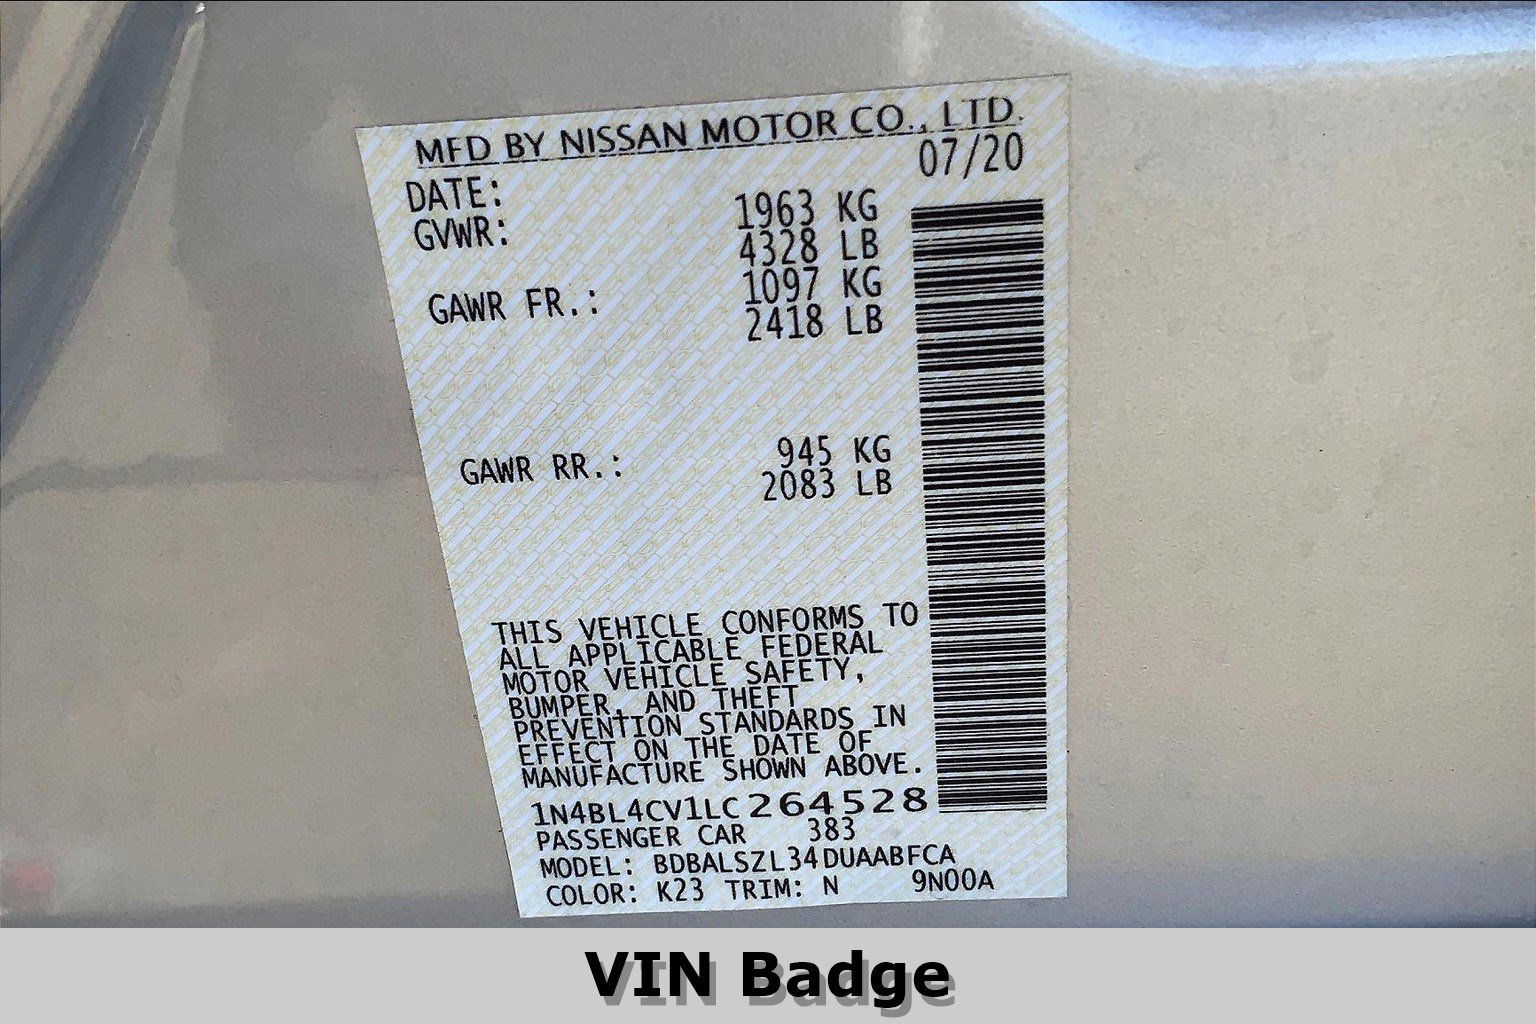 MFD BY NISSAN MOTOR CO., LTD.
DATE: 07/20
GVWR: 1963 KG
4328 LB
GAWR FR.: 1097 KG
2418 LB
GAWR RR.: 945 KG
2083 LB
THIS VEHICLE CONFORMS TO
ALL APPLICABLE FEDERAL
MOTOR VEHICLE SAFETY,
BUMPER, AND THEFT
PREVENTION STANDARDS IN
EFFECT ON THE DATE OF
MANUFACTURE SHOWN ABOVE.
1N4BL4CV1LC264528
PASSENGER CAR 383
MODEL: BDBALSZL34DUAABFCA
COLOR: K23 TRIM: N 9N00A
VIN Badge